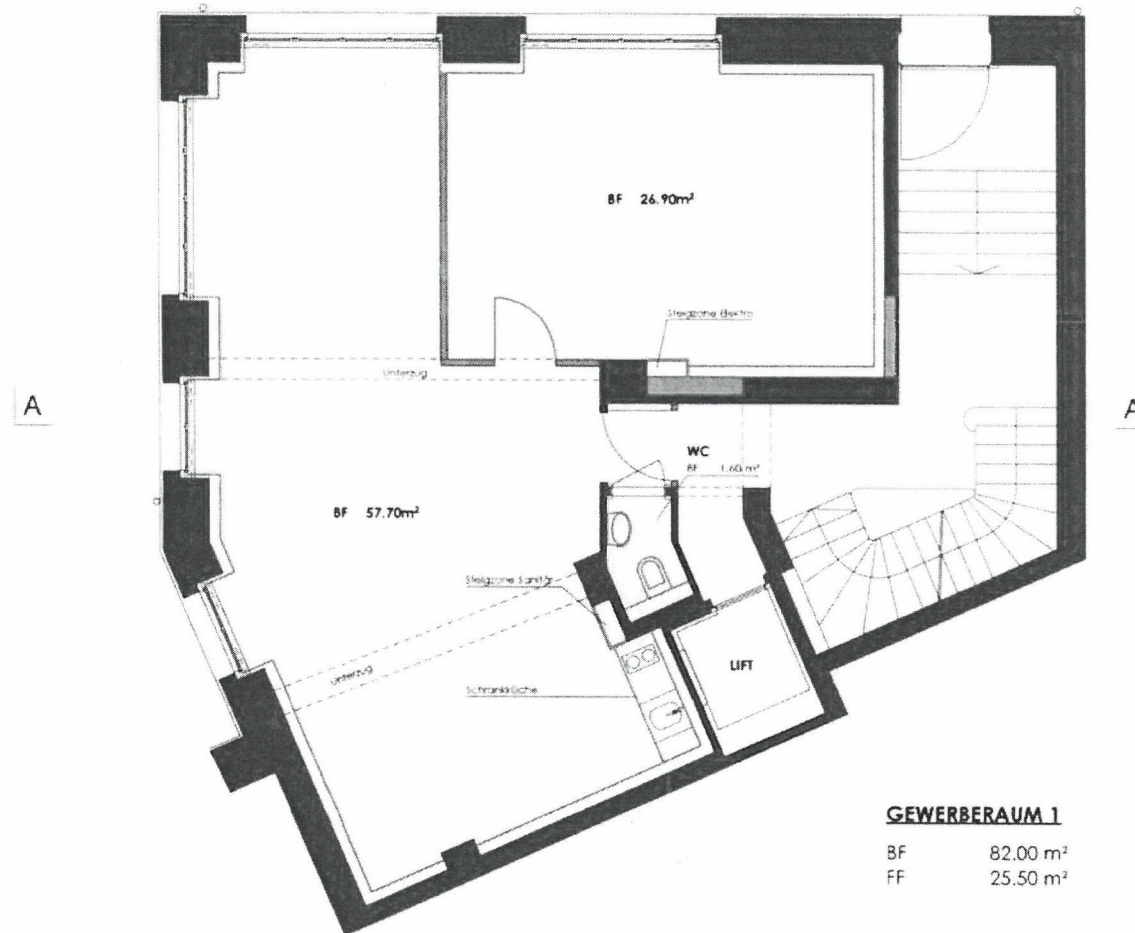 BF 26.90m²
Steigzone Elektro
Unterzug
A
A
WC
BF 1.60 m²
BF 57.70m²
Steigzone Sanitär
Unterzug
LIFT
Schrankküche
GEWERBERAUM 1
BF 82.00 m²
FF 25.50 m²